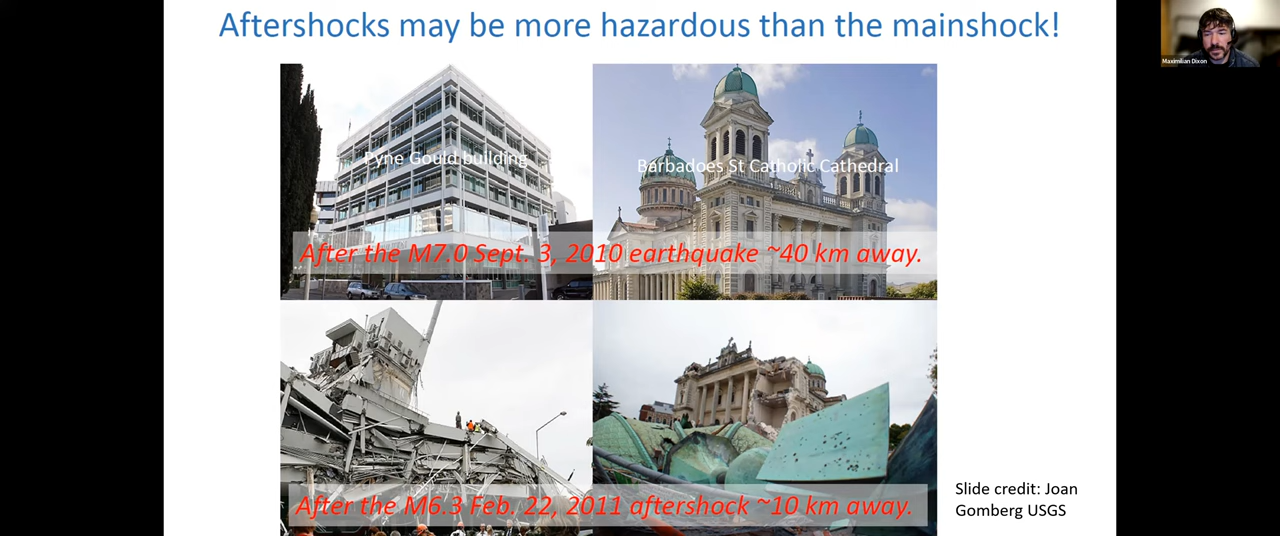 Aftershocks may be more hazardous than the mainshock!
Maximilian Dixon
Pyne Gould building
Barbadoes St Catholic Cathedral
After the M7.0 Sept. 3, 2010 earthquake ~40 km away.
After the M6.3 Feb. 22, 2011 aftershock ~10 km away.
Slide credit: Joan
Gomberg USGS